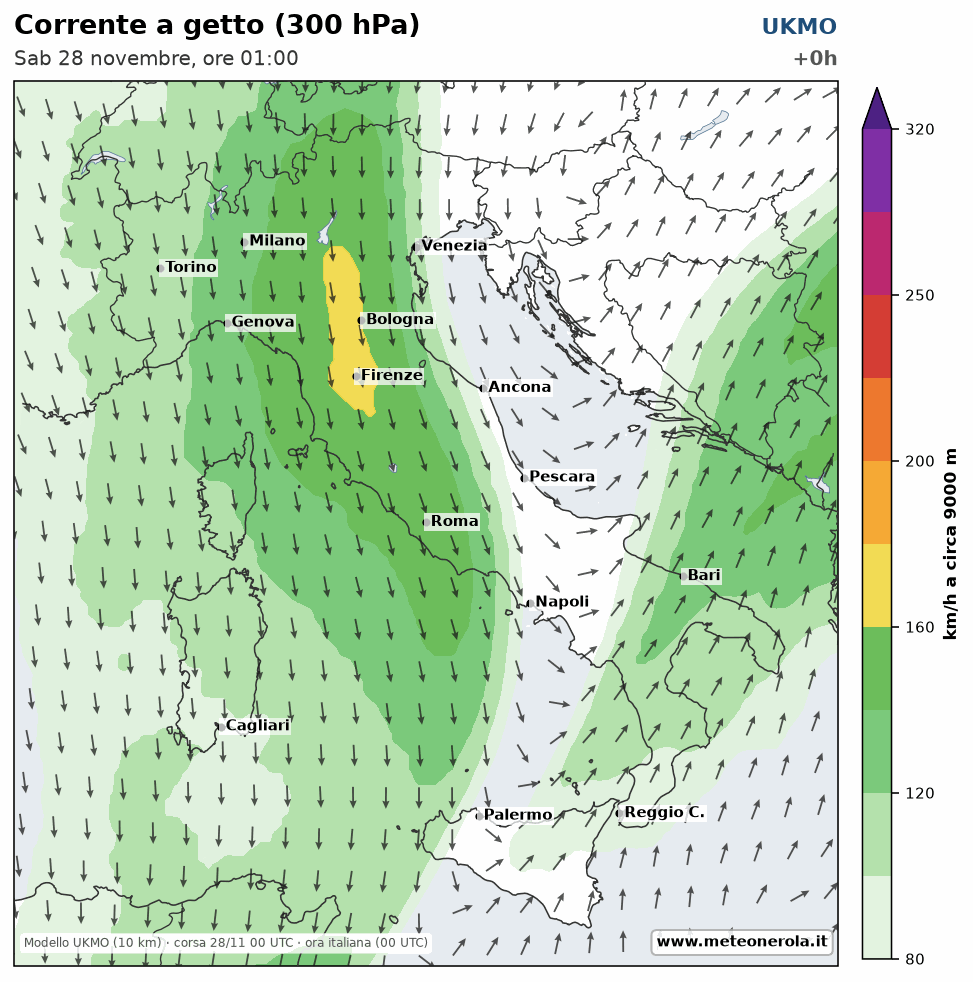 Corrente a getto (300 hPa)
UKMO
Sab 28 novembre, ore 01:00
+0h
320
Milano
Venezia
Torino
250
Genova
Bologna
Firenze
Ancona
200
Pescara
Roma
km/h a circa 9000 m
Bari
Napoli
160
Cagliari
120
Palermo
Reggio C.
Modello UKMO (10 km) · corsa 28/11 00 UTC · ora italiana (00 UTC)
www.meteonerola.it
80